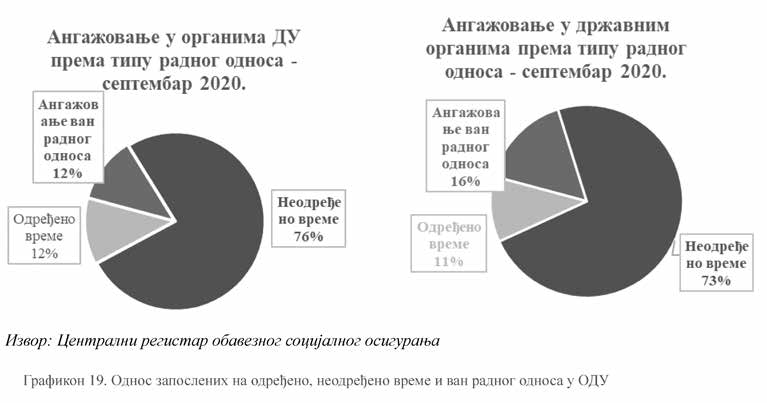 Ангажовање у органима ДУ
према типу радног односа -
септембар 2020.
Ангажов
ање ван
радног
односа
12%
Одређено
време
12%
Неодређе
но време
76%
Ангажовање у државним
органима према типу радног
односа - септембар 2020.
Ангажова
ње ван
радног
односа
16%
Одређено
време
11%
Неодређе
но време
73%
Извор: Централни регистар обавезног социјалног осигурања
Графикон 19. Однос запослених на одређено, неодређено време и ван радног односа у ОДУ